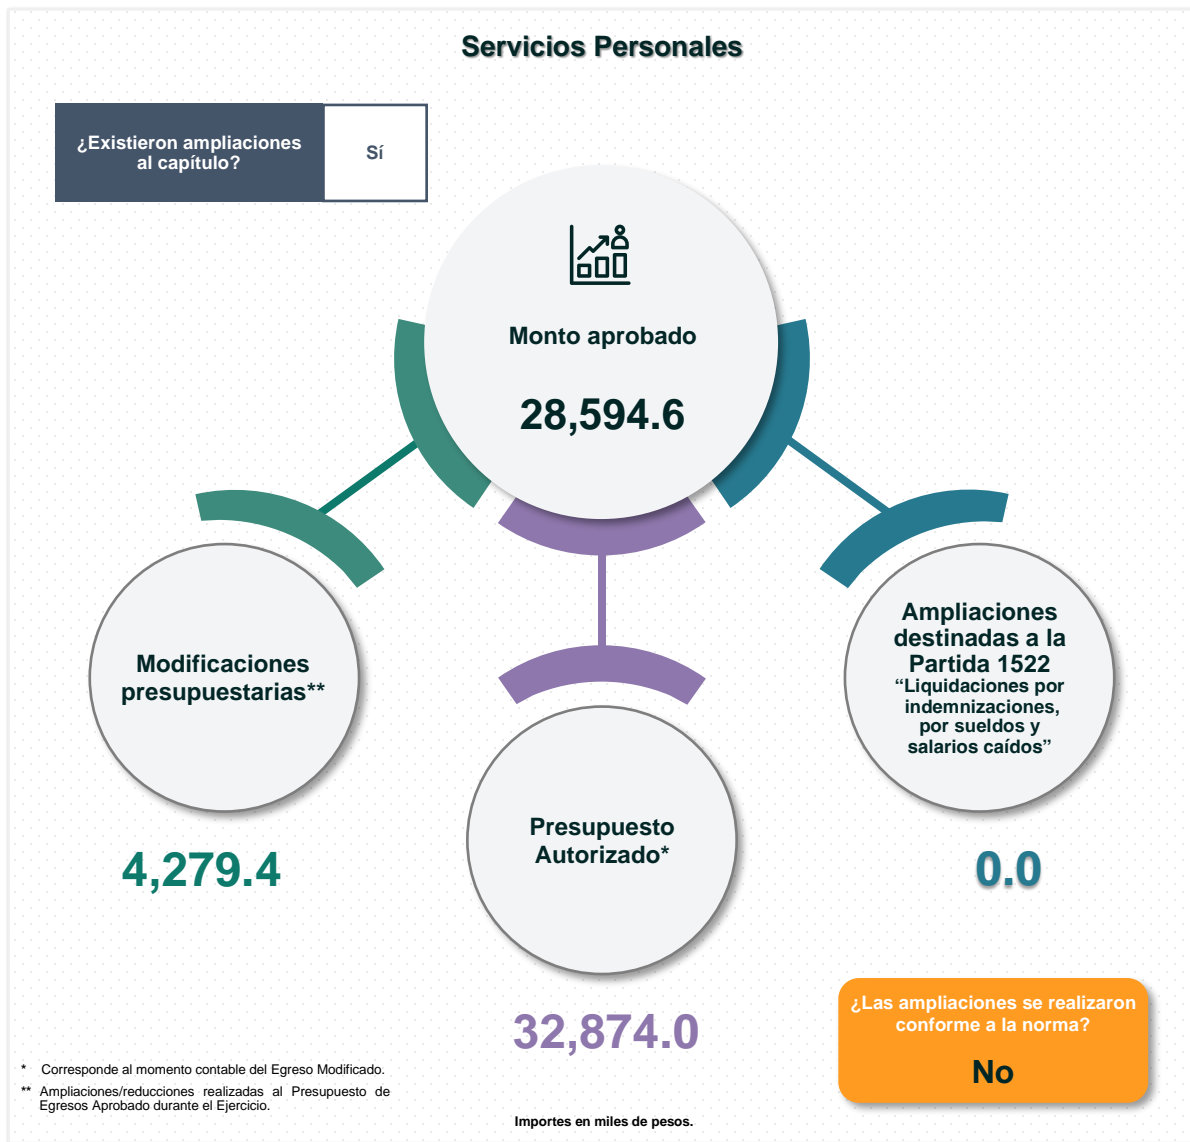 Servicios Personales
¿Existieron ampliaciones
al capítulo?
Sí
Monto aprobado
28,594.6
Modificaciones
presupuestarias**
4,279.4
Presupuesto
Autorizado*
32,874.0
Ampliaciones
destinadas a la
Partida 1522
“Liquidaciones por
indemnizaciones,
por sueldos y
salarios caídos”
0.0
¿Las ampliaciones se realizaron
conforme a la norma?
No
* Corresponde al momento contable del Egreso Modificado.
** Ampliaciones/reducciones realizadas al Presupuesto de
Egresos Aprobado durante el Ejercicio.
Importes en miles de pesos.